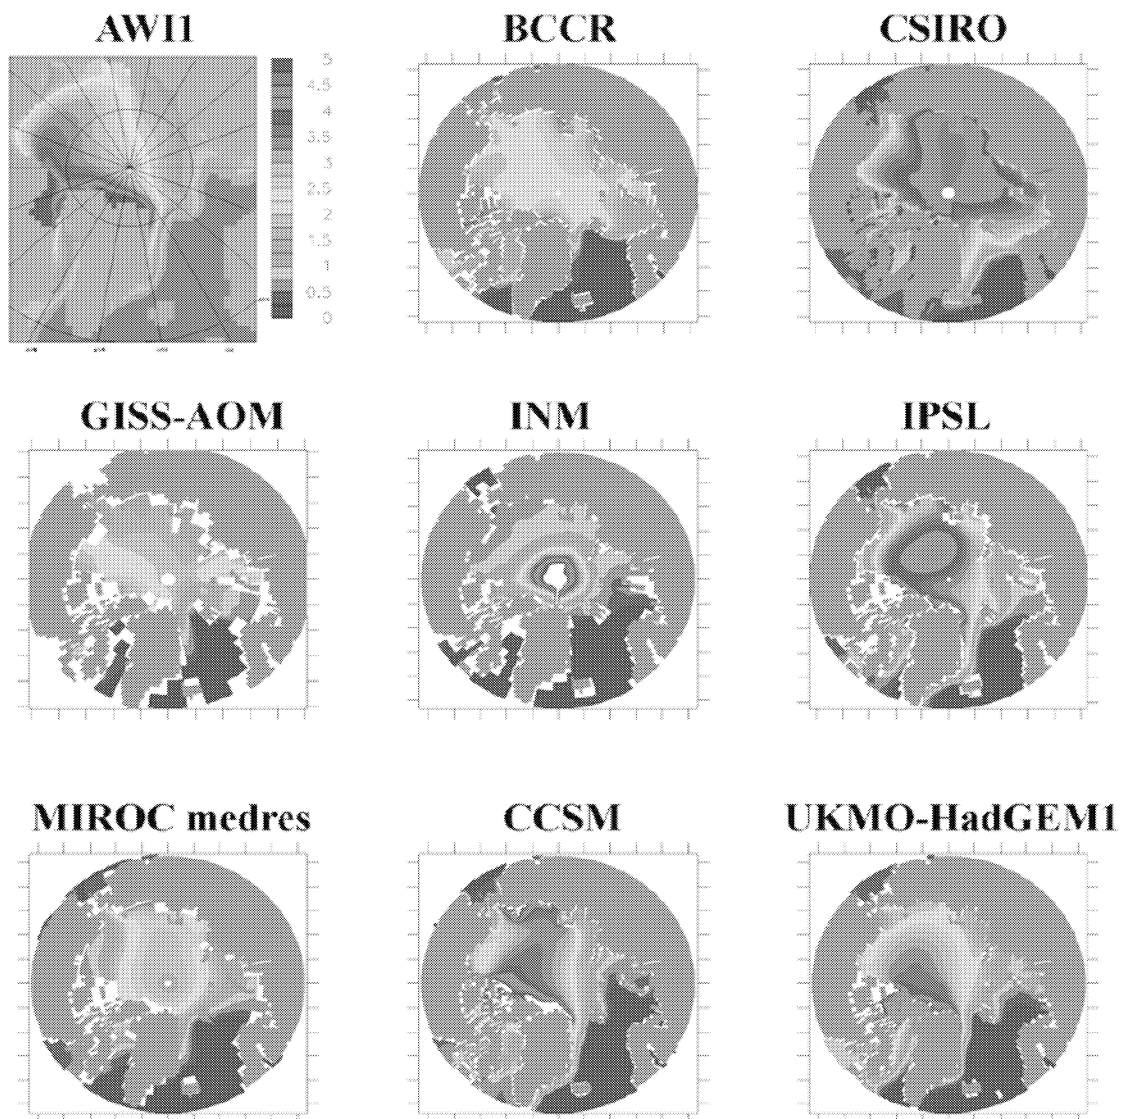 AWI1
BCCR
CSIRO
5
4.5
4
3.5
3
2.5
2
1.5
1
0.5
0
GISS-AOM
INM
IPSL
MIROC medres
CCSM
UKMO-HadGEM1